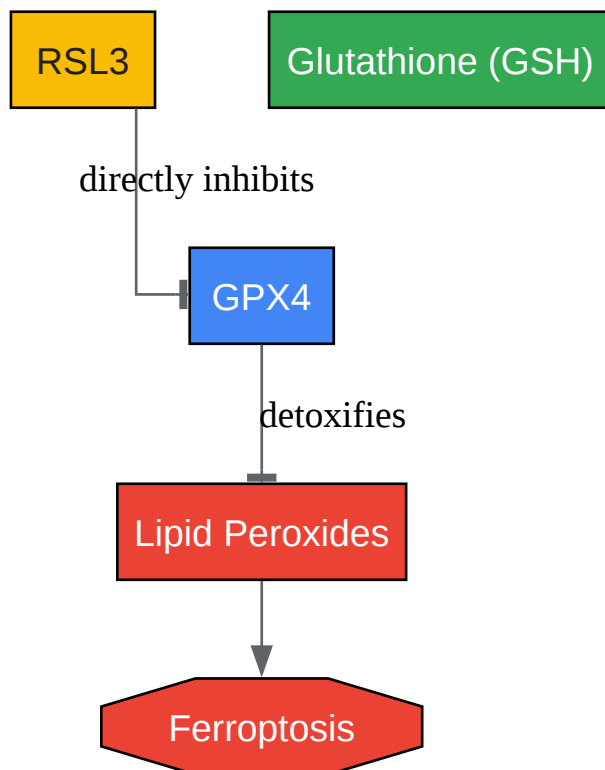 RSL3
Glutathione (GSH)
directly inhibits
GPX4
detoxifies
Lipid Peroxides
Ferroptosis